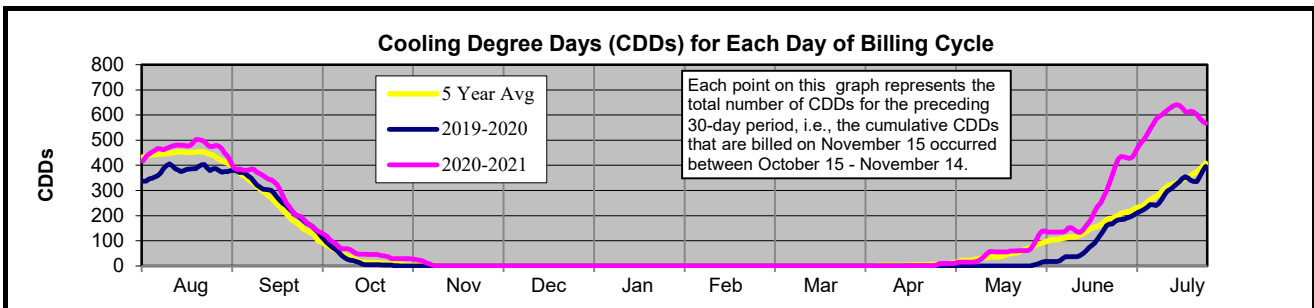 Cooling Degree Days (CDDs) for Each Day of Billing Cycle
CDDs
800
700
600
500
400
300
200
100
0
5 Year Avg
2019-2020
2020-2021
Each point on this graph represents the
total number of CDDs for the preceding
30-day period, i.e., the cumulative CDDs
that are billed on November 15 occurred
between October 15 - November 14.
Aug Sept Oct Nov Dec Jan Feb Mar Apr May June July